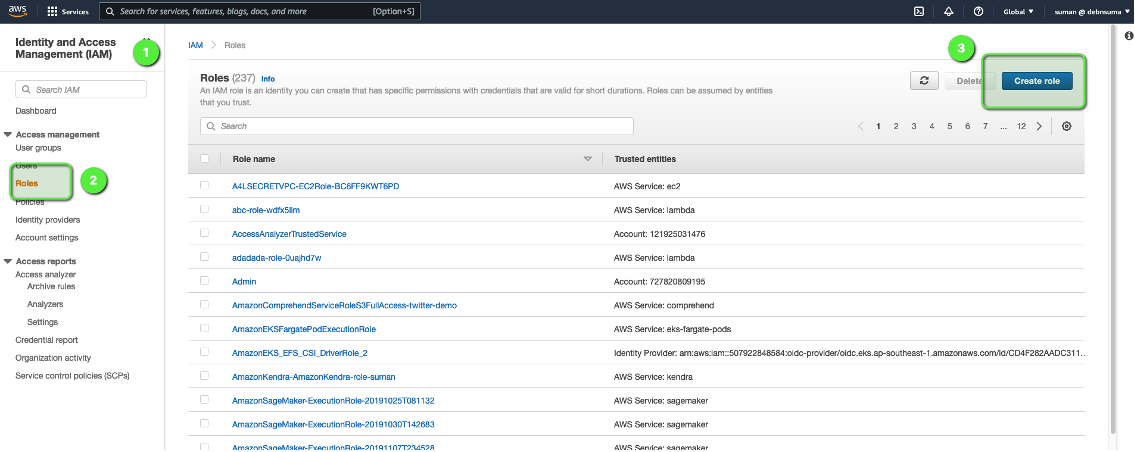 aws
Services
Search for services, features, blogs, docs, and more
[Option+S]
Global
suman @ debnsuma
Identity and Access
Management (IAM)
1
Search IAM
Dashboard
Access management
User groups
Users
Roles
2
Policies
Identity providers
Account settings
Access reports
Access analyzer
Archive rules
Analyzers
Settings
Credential report
Organization activity
Service control policies (SCPs)
IAM > Roles
3
Roles (237) Info
An IAM role is an identity you can create that has specific permissions with credentials that are valid for short durations. Roles can be assumed by entities
that you trust.
Delete
Create role
Search
1 2 3 4 5 6 7 ... 12
Role name Trusted entities
A4LSECRETVPC-EC2Role-BC6FF9KWT6PD AWS Service: ec2
abc-role-wdfx5lim AWS Service: lambda
AccessAnalyzerTrustedService Account: 121925031476
adadada-role-0uajhd7w AWS Service: lambda
Admin Account: 727820809195
AmazonComprehendServiceRoleS3FullAccess-twitter-demo AWS Service: comprehend
AmazonEKSFargatePodExecutionRole AWS Service: eks-fargate-pods
AmazonEKS_EFS_CSI_DriverRole_2 Identity Provider: arn:aws:iam::507922848584:oidc-provider/oidc.eks.ap-southeast-1.amazonaws.com/id/CD4F282AADC311...
AmazonKendra-AmazonKendra-role-suman AWS Service: kendra
AmazonSageMaker-ExecutionRole-20191025T081132 AWS Service: sagemaker
AmazonSageMaker-ExecutionRole-20191030T142683 AWS Service: sagemaker
AmazonSageMaker-ExecutionRole-20191107T234528 AWS Service: sagemaker